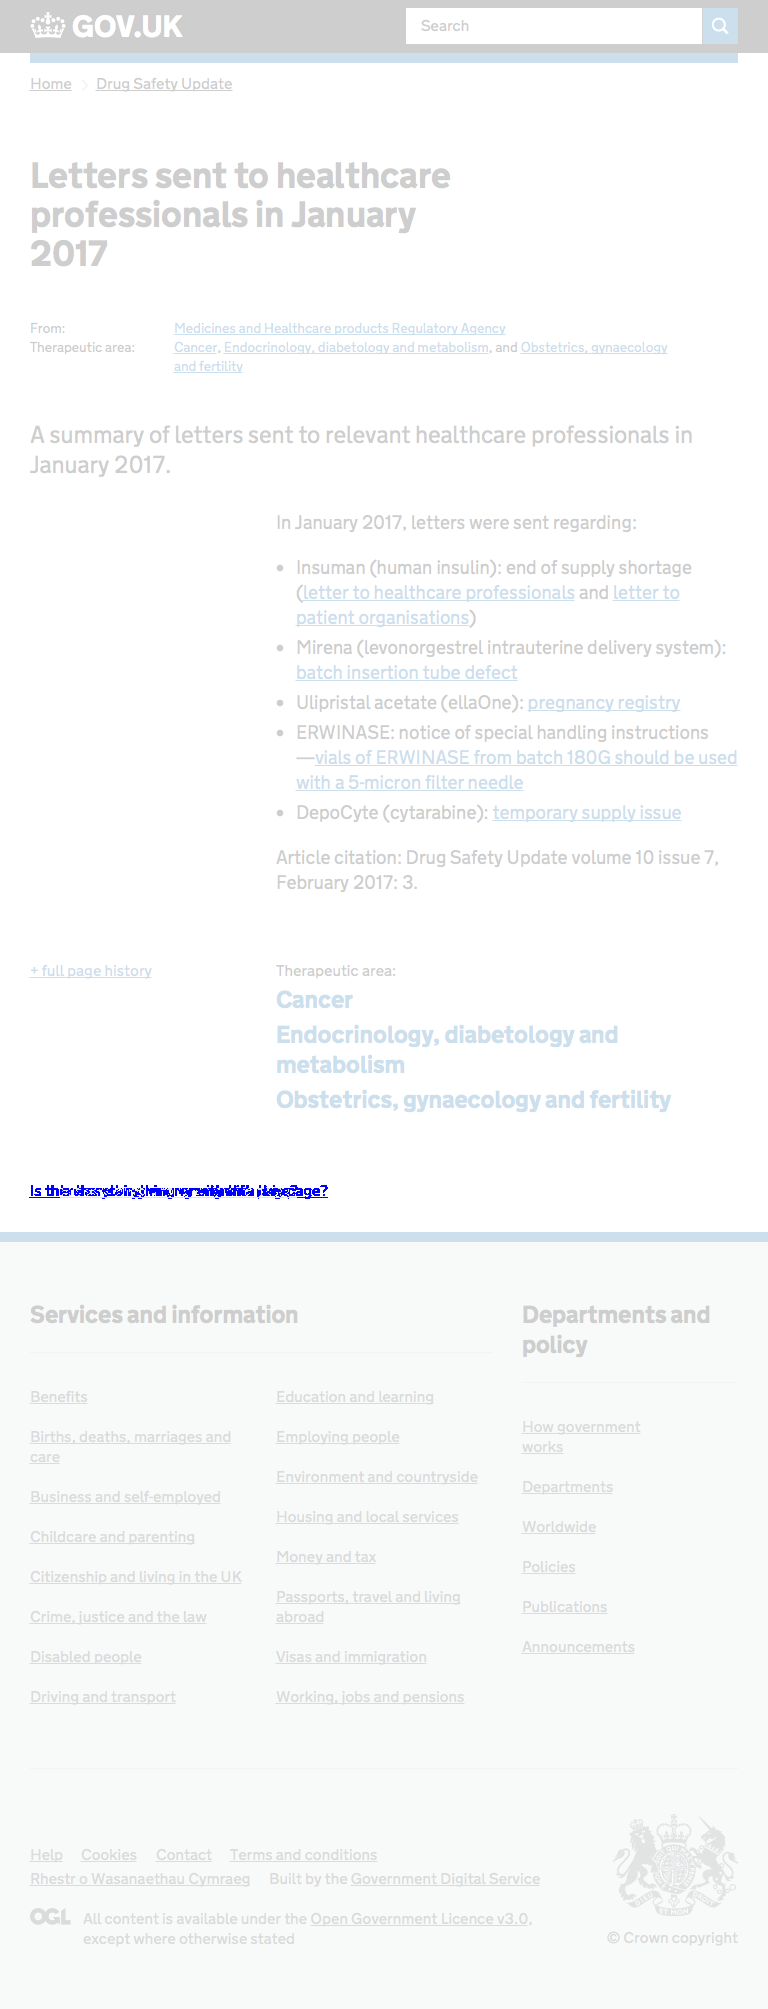 GOV.UK
Search
Home
Drug Safety Update
Letters sent to healthcare
professionals in January
2017
From:
Medicines and Healthcare products Regulatory Agency
Therapeutic area:
Cancer, Endocrinology, diabetology and metabolism, and Obstetrics, gynaecology
and fertility
A summary of letters sent to relevant healthcare professionals in
January 2017.
In January 2017, letters were sent regarding:
• Insuman (human insulin): end of supply shortage
(letter to healthcare professionals and letter to
patient organisations)
• Mirena (levonorgestrel intrauterine delivery system):
batch insertion tube defect
• Ulipristal acetate (ellaOne): pregnancy registry
• ERWINASE: notice of special handling instructions
—vials of ERWINASE from batch 180G should be used
with a 5-micron filter needle
• DepoCyte (cytarabine): temporary supply issue
Article citation: Drug Safety Update volume 10 issue 7,
February 2017: 3.
+ full page history
Therapeutic area:
Cancer
Endocrinology, diabetology and
metabolism
Obstetrics, gynaecology and fertility
Services and information
Benefits
Births, deaths, marriages and
care
Business and self-employed
Childcare and parenting
Citizenship and living in the UK
Crime, justice and the law
Disabled people
Driving and transport
Education and learning
Employing people
Environment and countryside
Housing and local services
Money and tax
Passports, travel and living
abroad
Visas and immigration
Working, jobs and pensions
Departments and
policy
How government
works
Departments
Worldwide
Policies
Publications
Announcements
Help
Cookies
Contact
Terms and conditions
Rhestr o Wasanaethau Cymraeg
Built by the Government Digital Service
OGL
All content is available under the Open Government Licence v3.0,
except where otherwise stated
© Crown copyright